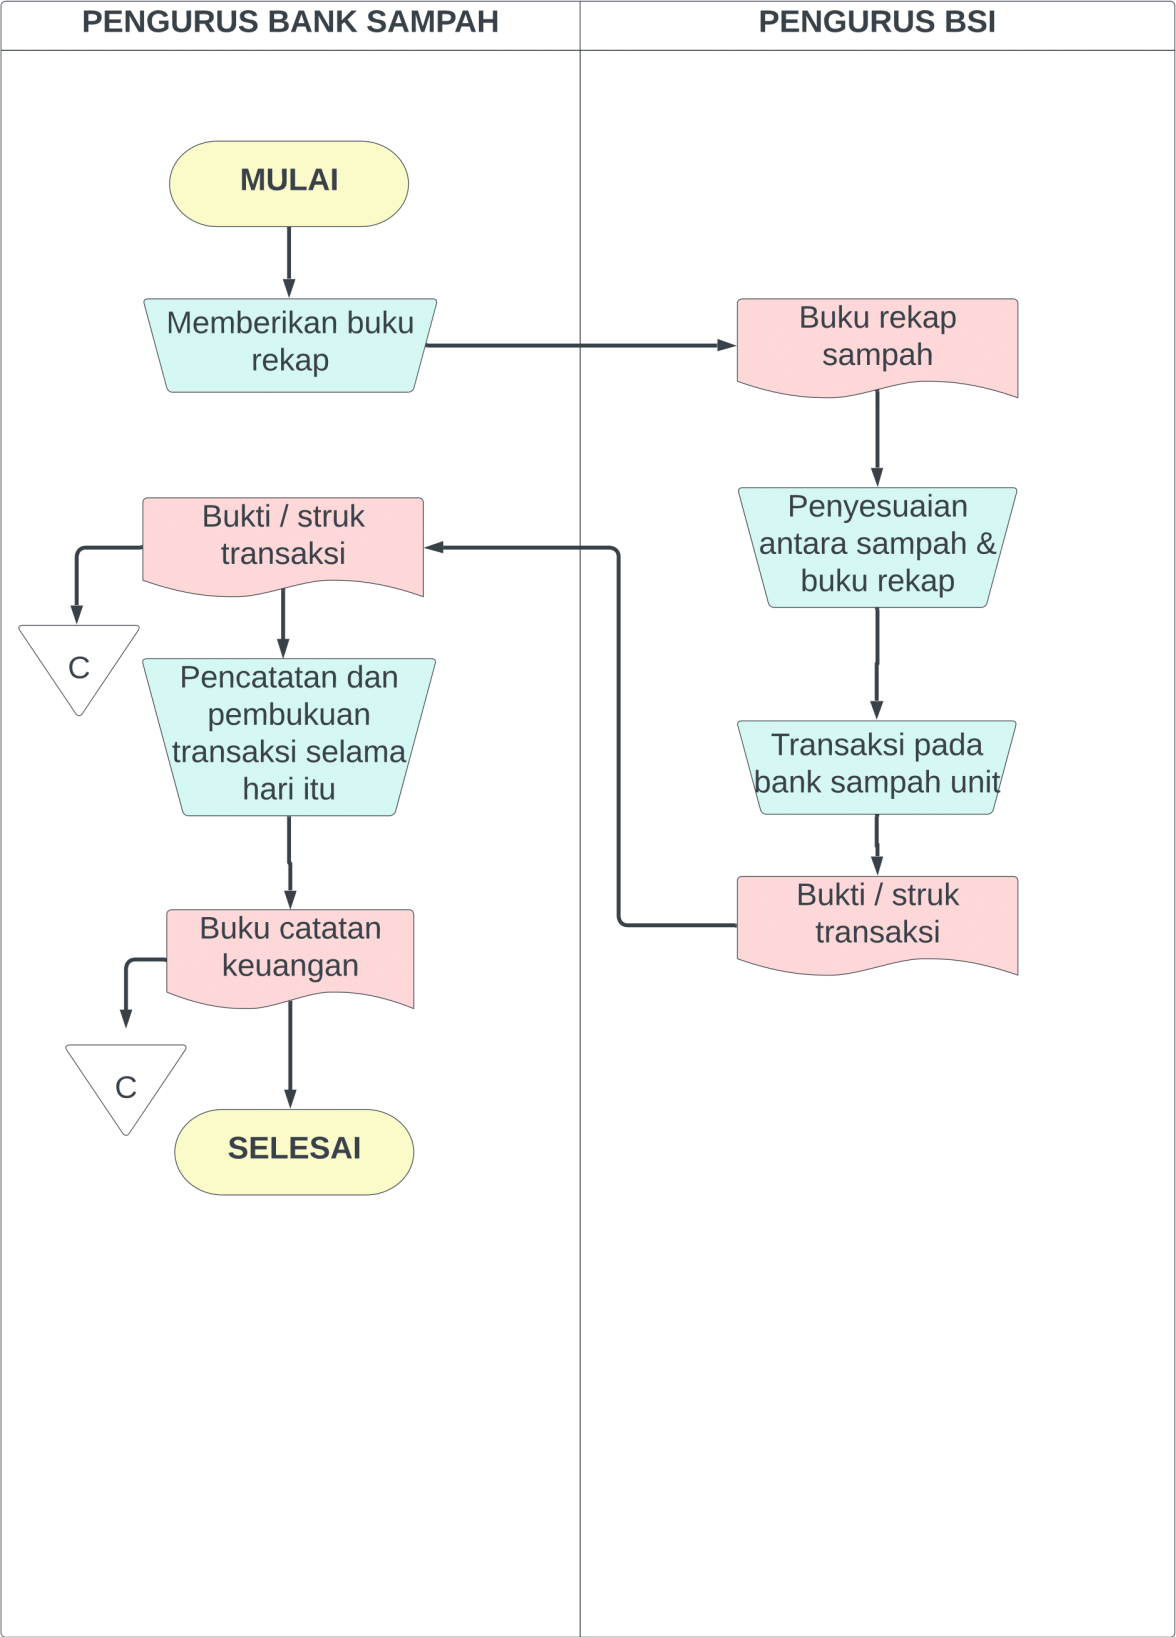 PENGURUS BANK SAMPAH
PENGURUS BSI
MULAI
Memberikan buku
rekap
Buku rekap
sampah
Penyesuaian
antara sampah &
buku rekap
Transaksi pada
bank sampah unit
Bukti / struk
transaksi
Bukti / struk
transaksi
C
Pencatatan dan
pembukuan
transaksi selama
hari itu
Buku catatan
keuangan
C
SELESAI